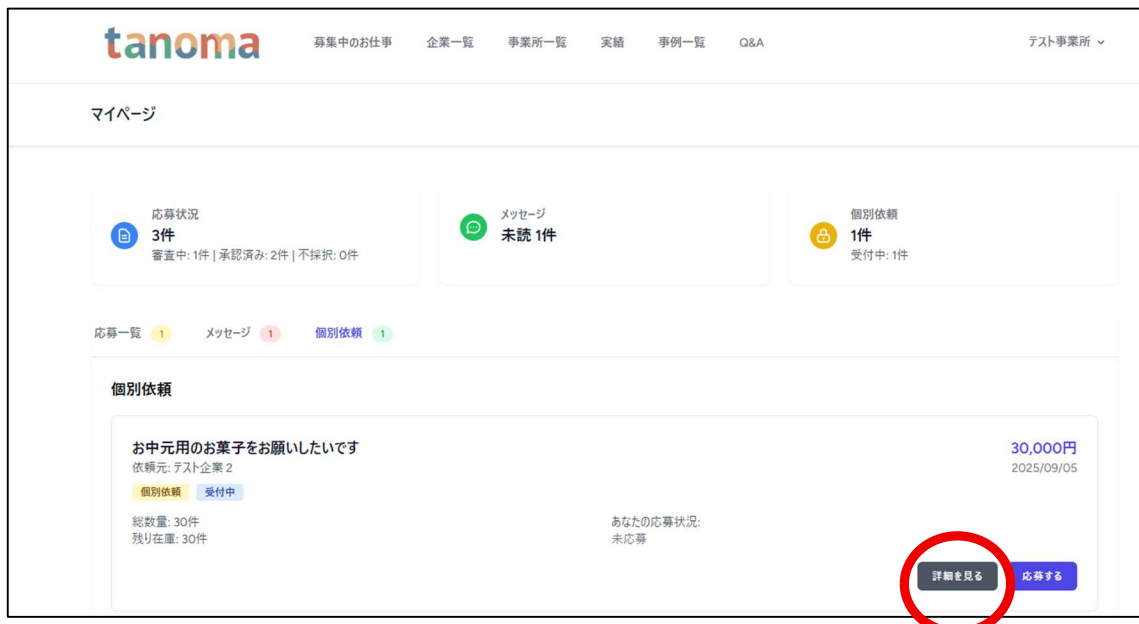 tanoma 募集中のお仕事 企業一覧 事業所一覧 実績 事例一覧 Q&A テスト事業所
マイページ
応募状況
3件
審査中: 1件 | 承認済み: 2件 | 不採択: 0件
メッセージ
未読 1件
個別依頼
1件
受付中: 1件
応募一覧 1 メッセージ 1 個別依頼 1
個別依頼
お中元用のお菓子をお願いしたいです
依頼元: テスト企業 2
個別依頼 受付中
30,000円
2025/09/05
総数量: 30件
残り在庫: 30件
あなたの応募状況:
未応募
詳細を見る 応募する